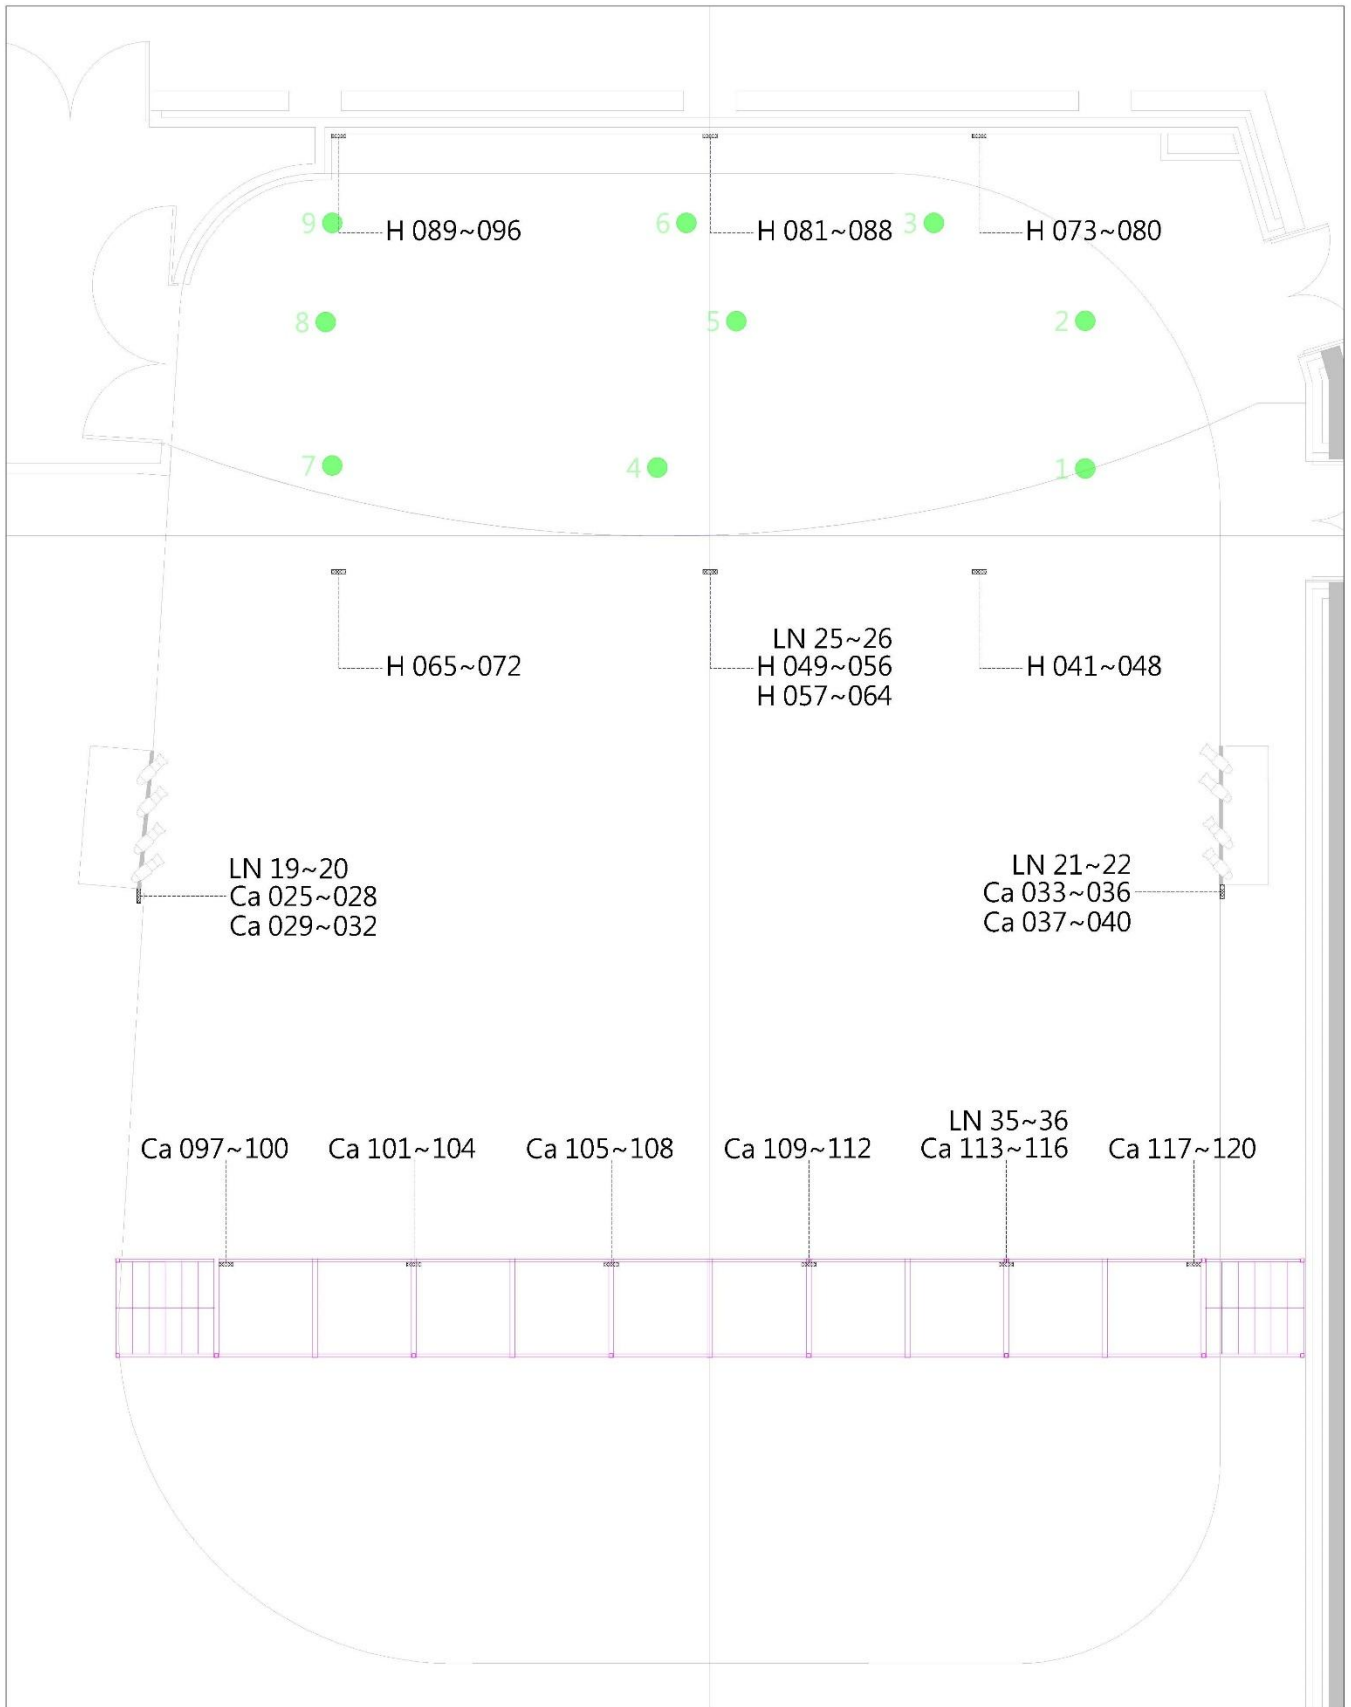 9
H 089~096
6
H 081~088
3
H 073~080
8
5
2
7
4
1
H 065~072
LN 25~26
H 049~056
H 057~064
H 041~048
LN 19~20
Ca 025~028
Ca 029~032
LN 21~22
Ca 033~036
Ca 037~040
Ca 097~100
Ca 101~104
Ca 105~108
Ca 109~112
LN 35~36
Ca 113~116
Ca 117~120